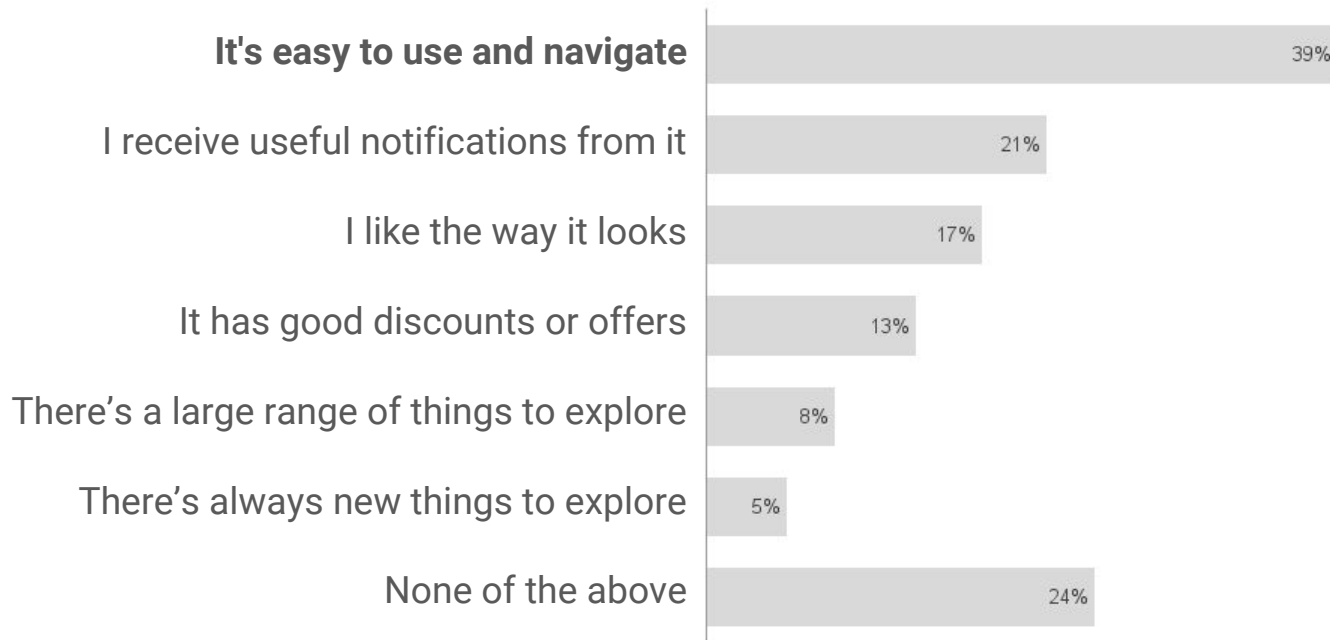 It's easy to use and navigate 39%
I receive useful notifications from it 21%
I like the way it looks 17%
It has good discounts or offers 13%
There’s a large range of things to explore 8%
There’s always new things to explore 5%
None of the above 24%